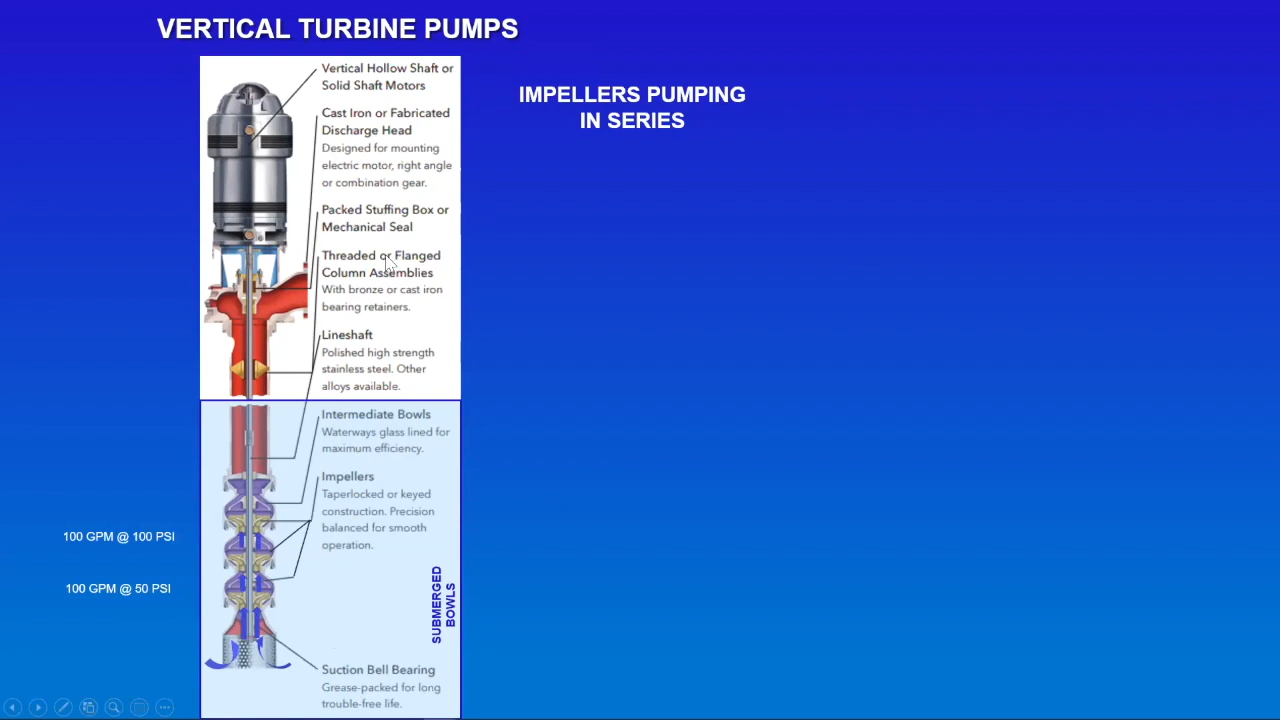 VERTICAL TURBINE PUMPS
IMPELLERS PUMPING
IN SERIES
Vertical Hollow Shaft or
Solid Shaft Motors
Cast Iron or Fabricated
Discharge Head
Designed for mounting
electric motor, right angle
or combination gear.
Packed Stuffing Box or
Mechanical Seal
Threaded or Flanged
Column Assemblies
With bronze or cast iron
bearing retainers.
Lineshaft
Polished high strength
stainless steel. Other
alloys available.
Intermediate Bowls
Waterways glass lined for
maximum efficiency.
Impellers
Taperlocked or keyed
construction. Precision
balanced for smooth
operation.
100 GPM @ 100 PSI
100 GPM @ 50 PSI
SUBMERGED
BOWLS
Suction Bell Bearing
Grease-packed for long
trouble-free life.